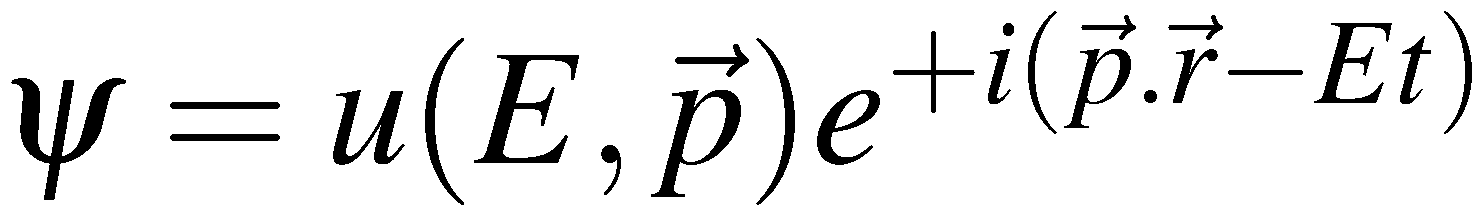 ψ = u(E, p⃗)e^{+i(p⃗.r⃗−Et)}